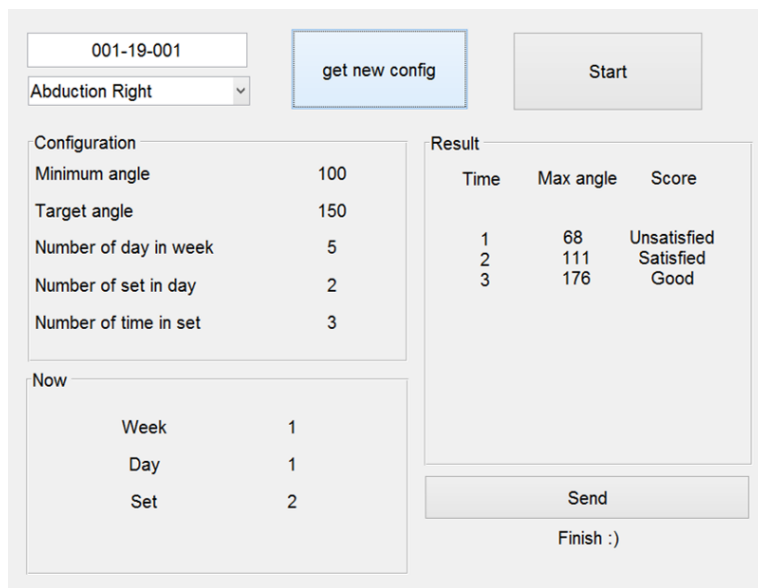 001-19-001
Abduction Right
get new config
Start
Configuration
Minimum angle 100
Target angle 150
Number of day in week 5
Number of set in day 2
Number of time in set 3
Now
Week 1
Day 1
Set 2
Result
Time Max angle Score
1 68 Unsatisfied
2 111 Satisfied
3 176 Good
Send
Finish :)